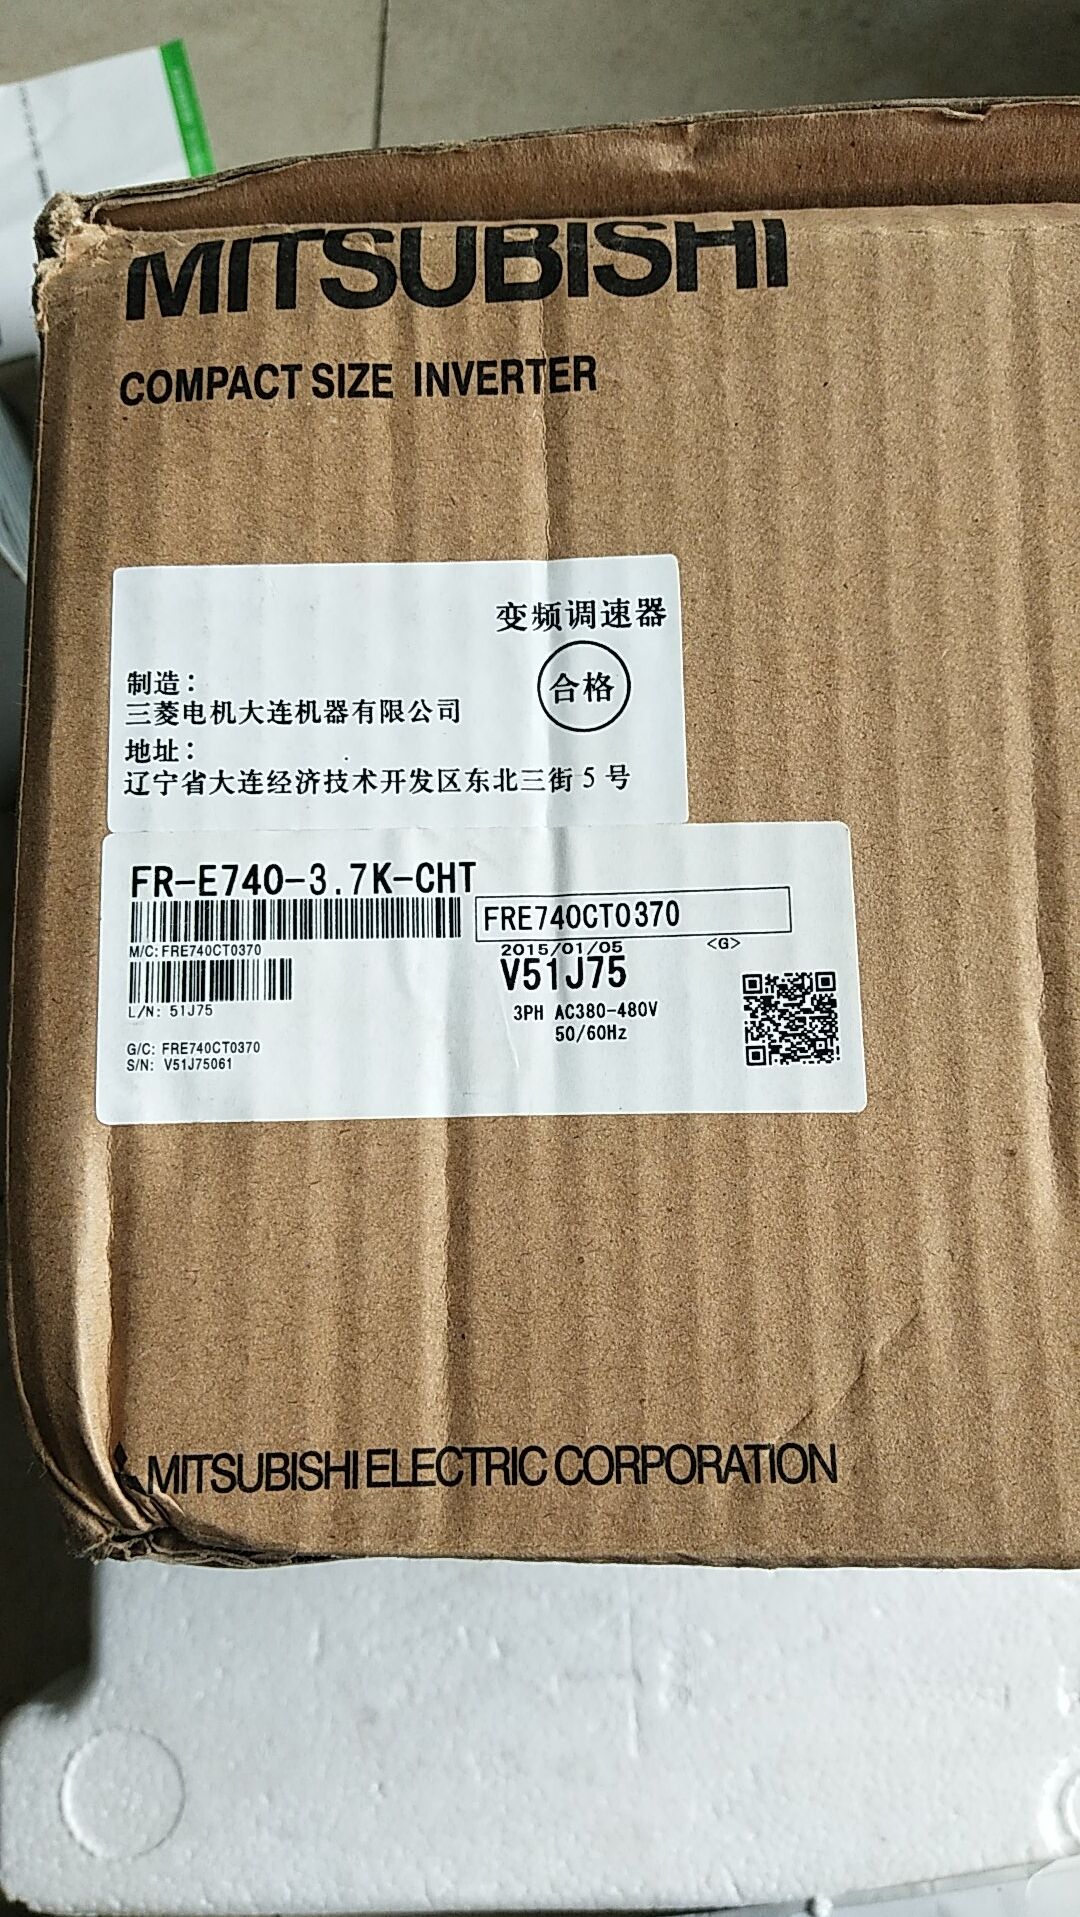 MITSUBISHI
COMPACT SIZE INVERTER
变频调速器
合格
制造：
三菱电机大连机器有限公司
地址：
辽宁省大连经济技术开发区东北三街5号
FR-E740-3.7K-CHT
FRE740CT0370
M/C:FRE740CT0370
2015/01/05 <G>
V51J75
L/N: 51J75
3PH AC380-480V
50/60Hz
G/C: FRE740CT0370
S/N: V51J75061
MITSUBISHI ELECTRIC CORPORATION